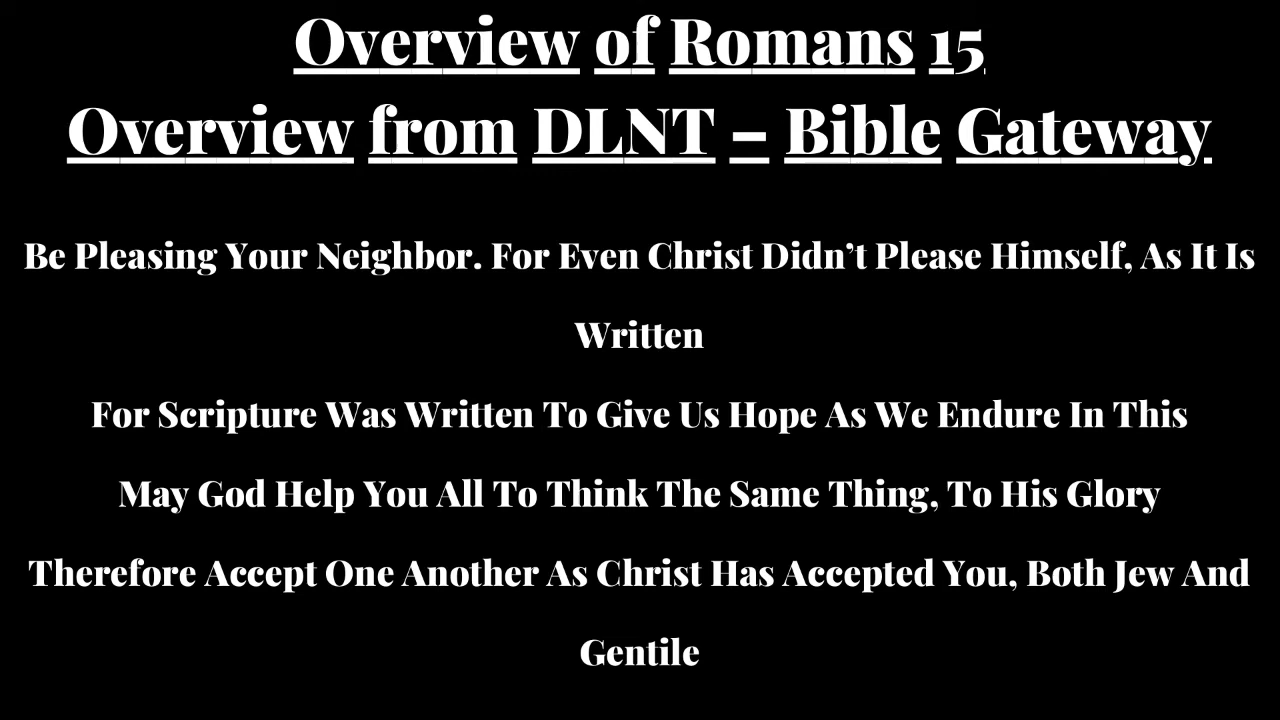 Overview of Romans 15
Overview from DLNT – Bible Gateway
Be Pleasing Your Neighbor. For Even Christ Didn’t Please Himself, As It Is
Written
For Scripture Was Written To Give Us Hope As We Endure In This
May God Help You All To Think The Same Thing, To His Glory
Therefore Accept One Another As Christ Has Accepted You, Both Jew And
Gentile